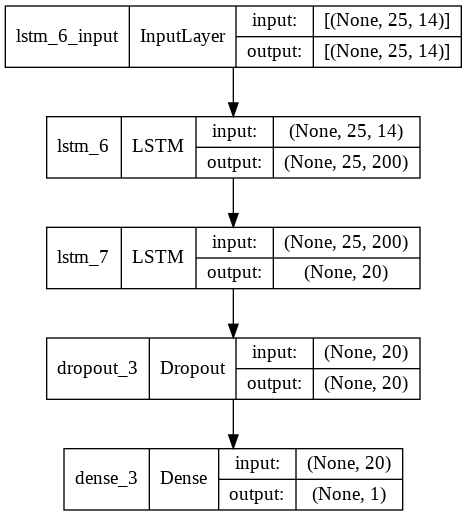 lstm_6_input InputLayer input: [(None, 25, 14)]
output: [(None, 25, 14)]
lstm_6 LSTM input: (None, 25, 14)
output: (None, 25, 200)
lstm_7 LSTM input: (None, 25, 200)
output: (None, 20)
dropout_3 Dropout input: (None, 20)
output: (None, 20)
dense_3 Dense input: (None, 20)
output: (None, 1)